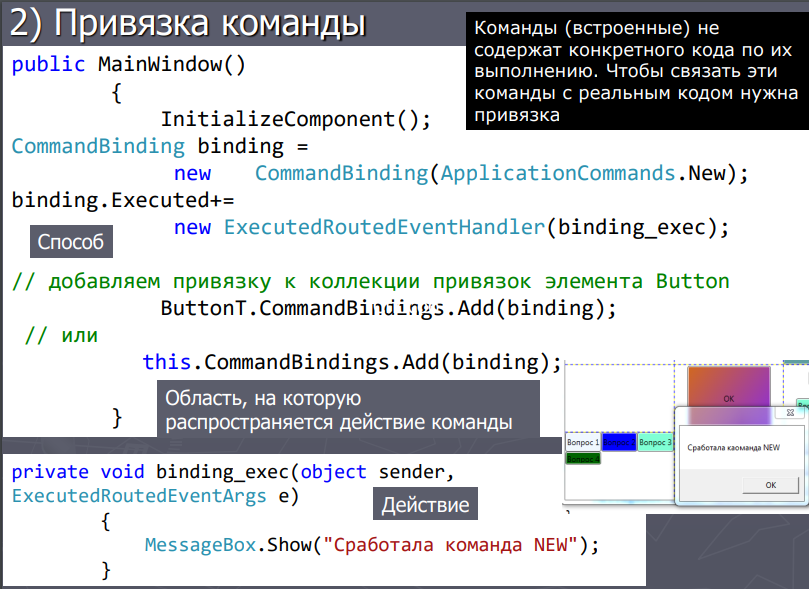 2) Привязка команды
Команды (встроенные) не
содержат конкретного кода по их
выполнению. Чтобы связать эти
команды с реальным кодом нужна
привязка
public MainWindow()
{
InitializeComponent();
CommandBinding binding =
new CommandBinding(ApplicationCommands.New);
binding.Executed+=
new ExecutedRoutedEventHandler(binding_exec);
Способ
// добавляем привязку к коллекции привязок элемента Button
ButtonT.CommandBindings.Add(binding);
// или
this.CommandBindings.Add(binding);
Область, на которую
распространяется действие команды
}
OK
Вопрос 1
Вопрос 3
Вопрос 4
Сработала каоманда NEW
OK
private void binding_exec(object sender,
ExecutedRoutedEventArgs e)
Действие
{
MessageBox.Show("Сработала команда NEW");
}